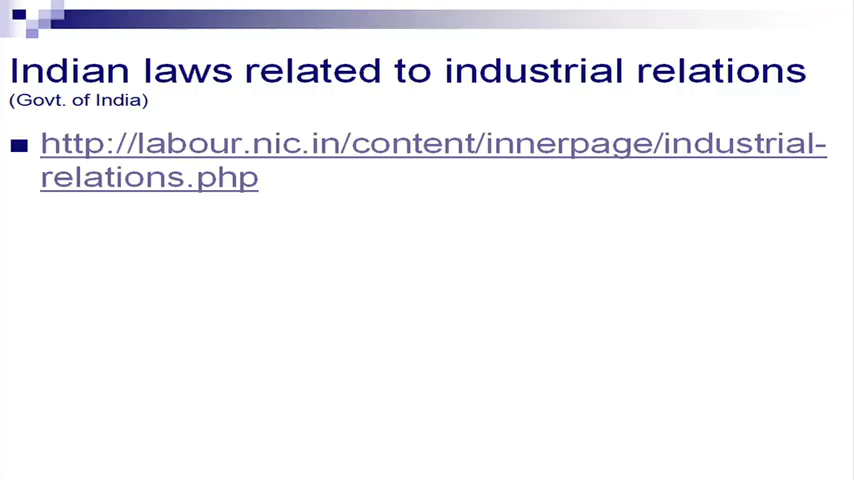 Indian laws related to industrial relations
(Govt. of India)
http://labour.nic.in/content/innerpage/industrial-
relations.php